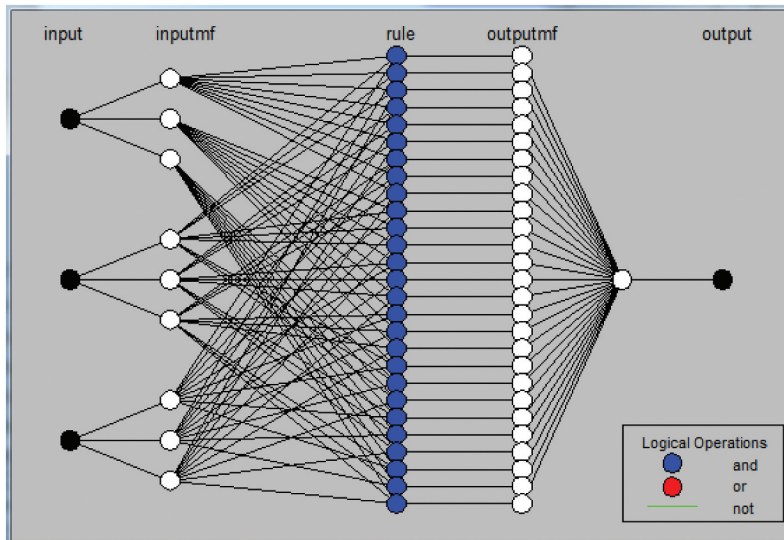 input inputmf rule outputmf output
Logical Operations
and
or
not